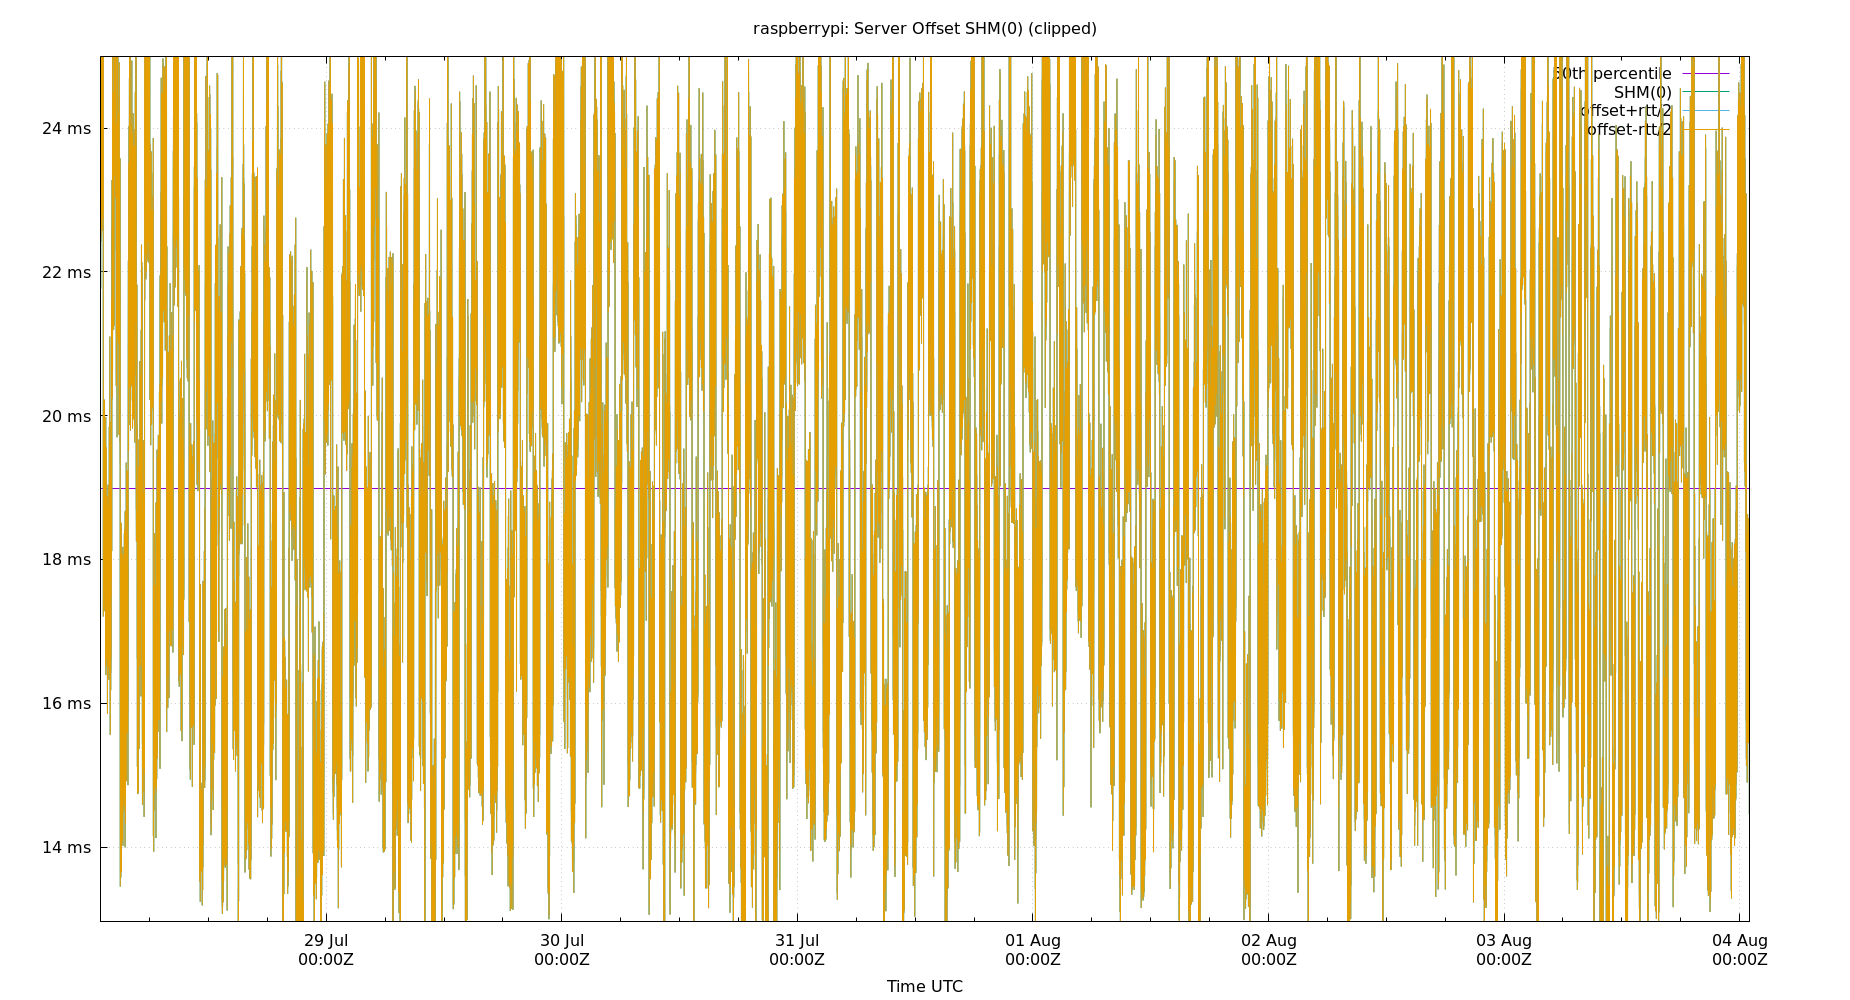 raspberrypi: Server Offset SHM(0) (clipped)
50th percentile
SHM(0)
offset+rtt/2
offset-rtt/2
24 ms
22 ms
20 ms
18 ms
16 ms
14 ms
29 Jul 30 Jul 31 Jul 01 Aug 02 Aug 03 Aug 04 Aug
00:00Z 00:00Z 00:00Z 00:00Z 00:00Z 00:00Z 00:00Z
Time UTC